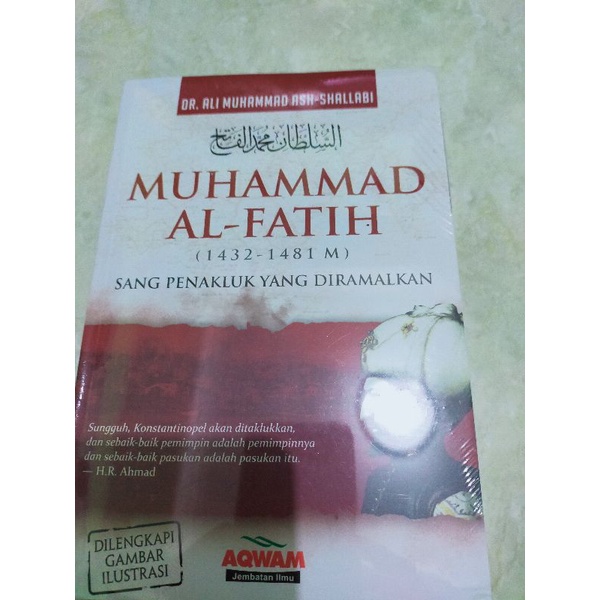 DR. ALI MUHAMMAD ASH-SHALLABI
السلطان محمد الفاتح
MUHAMMAD
AL-FATIH
(1432-1481 M)
SANG PENAKLUK YANG DIRAMALKAN
Sungguh, Konstantinopel akan ditaklukkan,
dan sebaik-baik pemimpin adalah pemimpinnya
dan sebaik-baik pasukan adalah pasukan itu.
— H.R. Ahmad
DILENGKAPI
GAMBAR
ILUSTRASI
AQWAM
Jembatan Ilmu